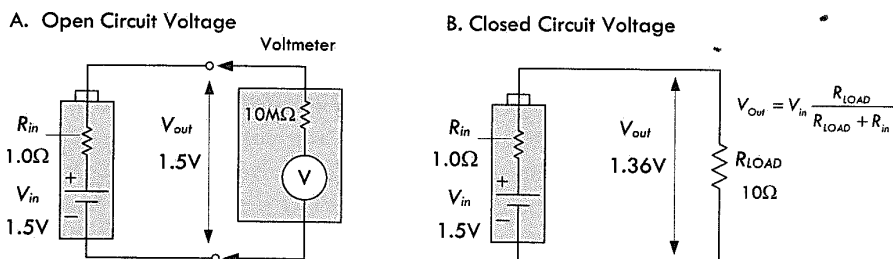 A. Open Circuit Voltage
Voltmeter
R_in
1.0Ω
V_in
1.5V
+
−
V_out
1.5V
10MΩ
V
B. Closed Circuit Voltage
R_in
1.0Ω
V_in
1.5V
+
−
V_out
1.36V
R_LOAD
10Ω
V_Out = V_in R_LOAD / (R_LOAD + R_in)